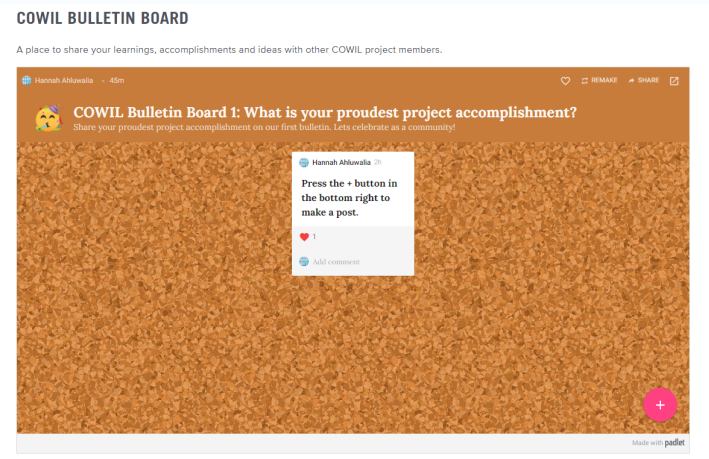 COWIL BULLETIN BOARD
A place to share your learnings, accomplishments and ideas with other COWIL project members.
Hannah Ahluwalia • 45m
REMAKE
SHARE
COWIL Bulletin Board 1: What is your proudest project accomplishment?
Share your proudest project accomplishment on our first bulletin. Lets celebrate as a community!
Hannah Ahluwalia 2h
Press the + button in
the bottom right to
make a post.
1
Add comment
+
Made with padlet